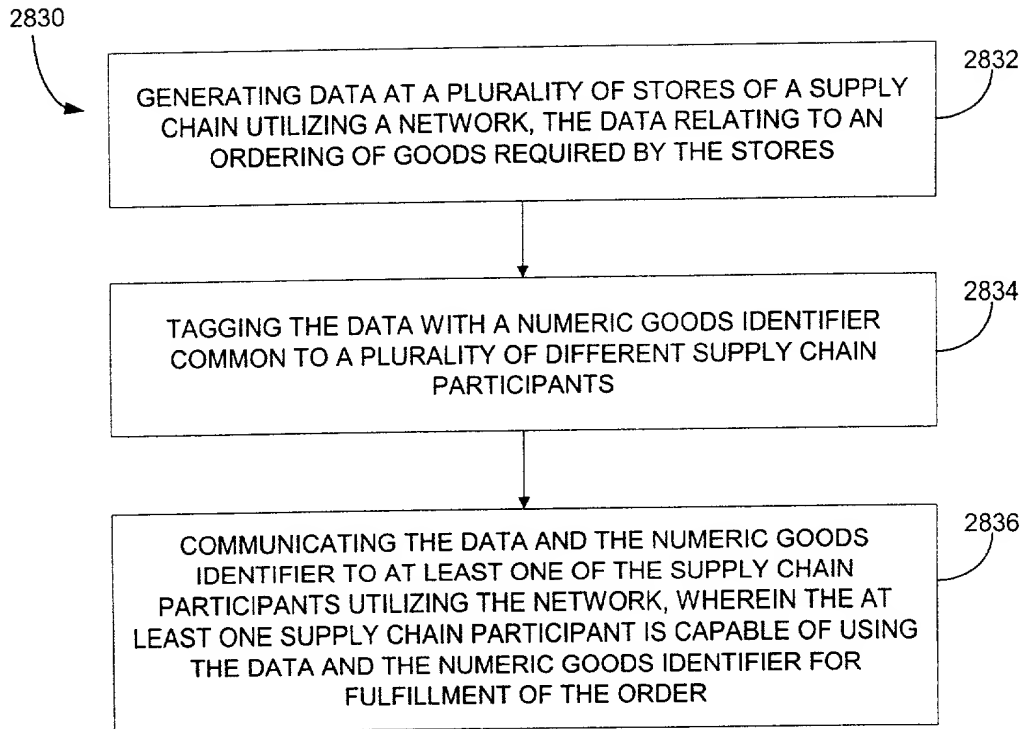 2830
2832
GENERATING DATA AT A PLURALITY OF STORES OF A SUPPLY
CHAIN UTILIZING A NETWORK, THE DATA RELATING TO AN
ORDERING OF GOODS REQUIRED BY THE STORES
2834
TAGGING THE DATA WITH A NUMERIC GOODS IDENTIFIER
COMMON TO A PLURALITY OF DIFFERENT SUPPLY CHAIN
PARTICIPANTS
2836
COMMUNICATING THE DATA AND THE NUMERIC GOODS
IDENTIFIER TO AT LEAST ONE OF THE SUPPLY CHAIN
PARTICIPANTS UTILIZING THE NETWORK, WHEREIN THE AT
LEAST ONE SUPPLY CHAIN PARTICIPANT IS CAPABLE OF USING
THE DATA AND THE NUMERIC GOODS IDENTIFIER FOR
FULFILLMENT OF THE ORDER